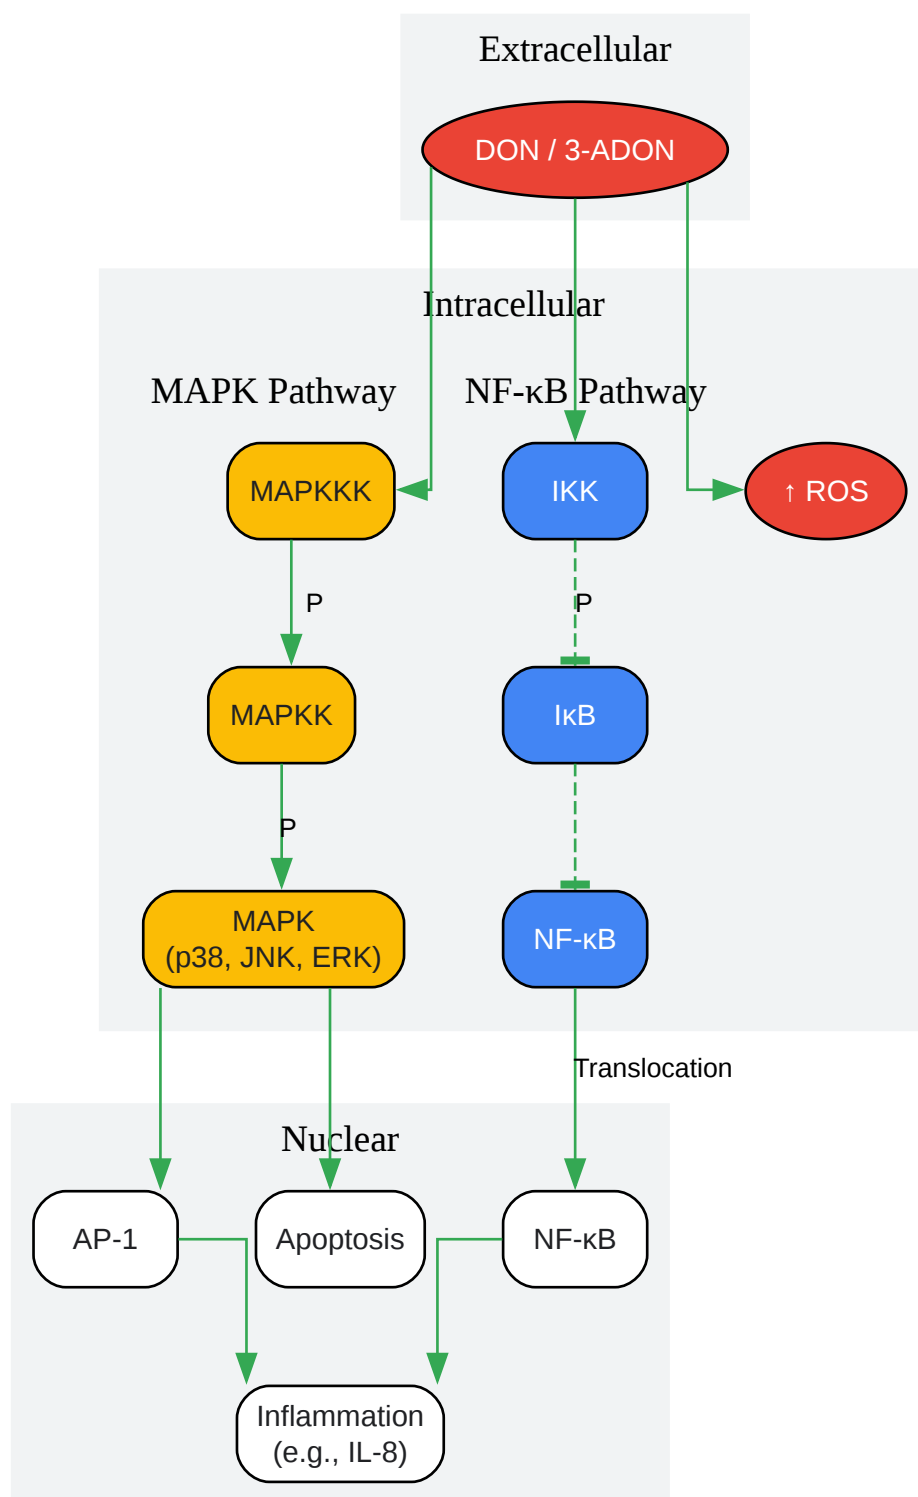 Extracellular
DON / 3-ADON
Intracellular
MAPK Pathway
NF-κB Pathway
MAPKKK
IKK
↑ ROS
P
P
MAPKK
IκB
P
MAPK
(p38, JNK, ERK)
NF-κB
Translocation
Nuclear
AP-1
Apoptosis
NF-κB
Inflammation
(e.g., IL-8)